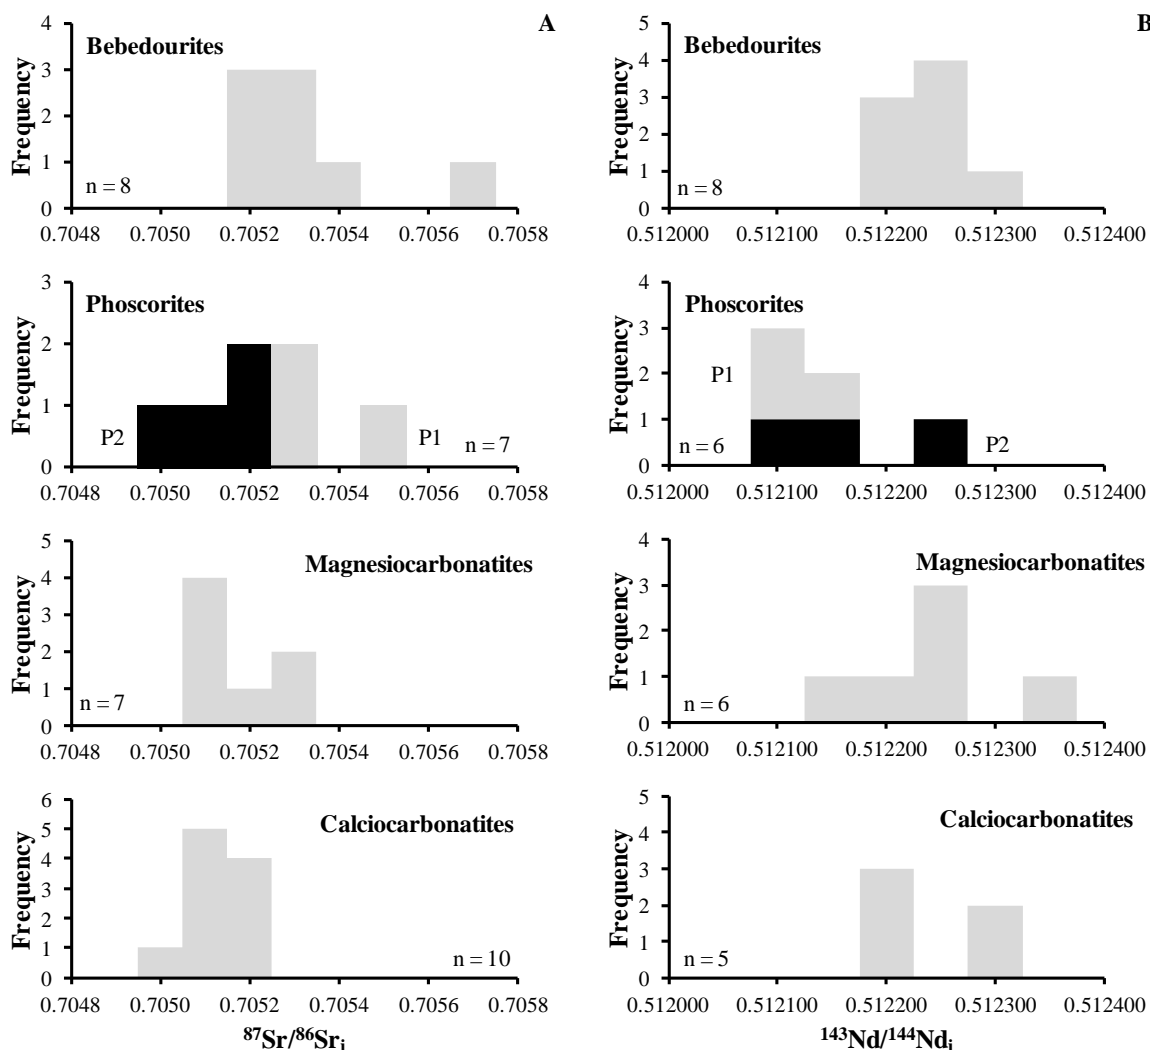 A
Bebedourites
Frequency
4
3
2
1
0
n = 8
0.7048 0.7050 0.7052 0.7054 0.7056 0.7058
Phoscorites
Frequency
3
2
1
0
P2
P1
n = 7
0.7048 0.7050 0.7052 0.7054 0.7056 0.7058
Magnesiocarbonatites
Frequency
5
4
3
2
1
0
n = 7
0.7048 0.7050 0.7052 0.7054 0.7056 0.7058
Calciocarbonatites
Frequency
6
5
4
3
2
1
0
n = 10
0.7048 0.7050 0.7052 0.7054 0.7056 0.7058
⁸⁷Sr/⁸⁶Srᵢ
B
Bebedourites
Frequency
5
4
3
2
1
0
n = 8
0.512000 0.512100 0.512200 0.512300 0.512400
Phoscorites
Frequency
4
3
2
1
0
P1
n = 6
P2
0.512000 0.512100 0.512200 0.512300 0.512400
Magnesiocarbonatites
Frequency
4
3
2
1
0
n = 6
0.512000 0.512100 0.512200 0.512300 0.512400
Calciocarbonatites
Frequency
5
4
3
2
1
0
n = 5
0.512000 0.512100 0.512200 0.512300 0.512400
¹⁴³Nd/¹⁴⁴Ndᵢ